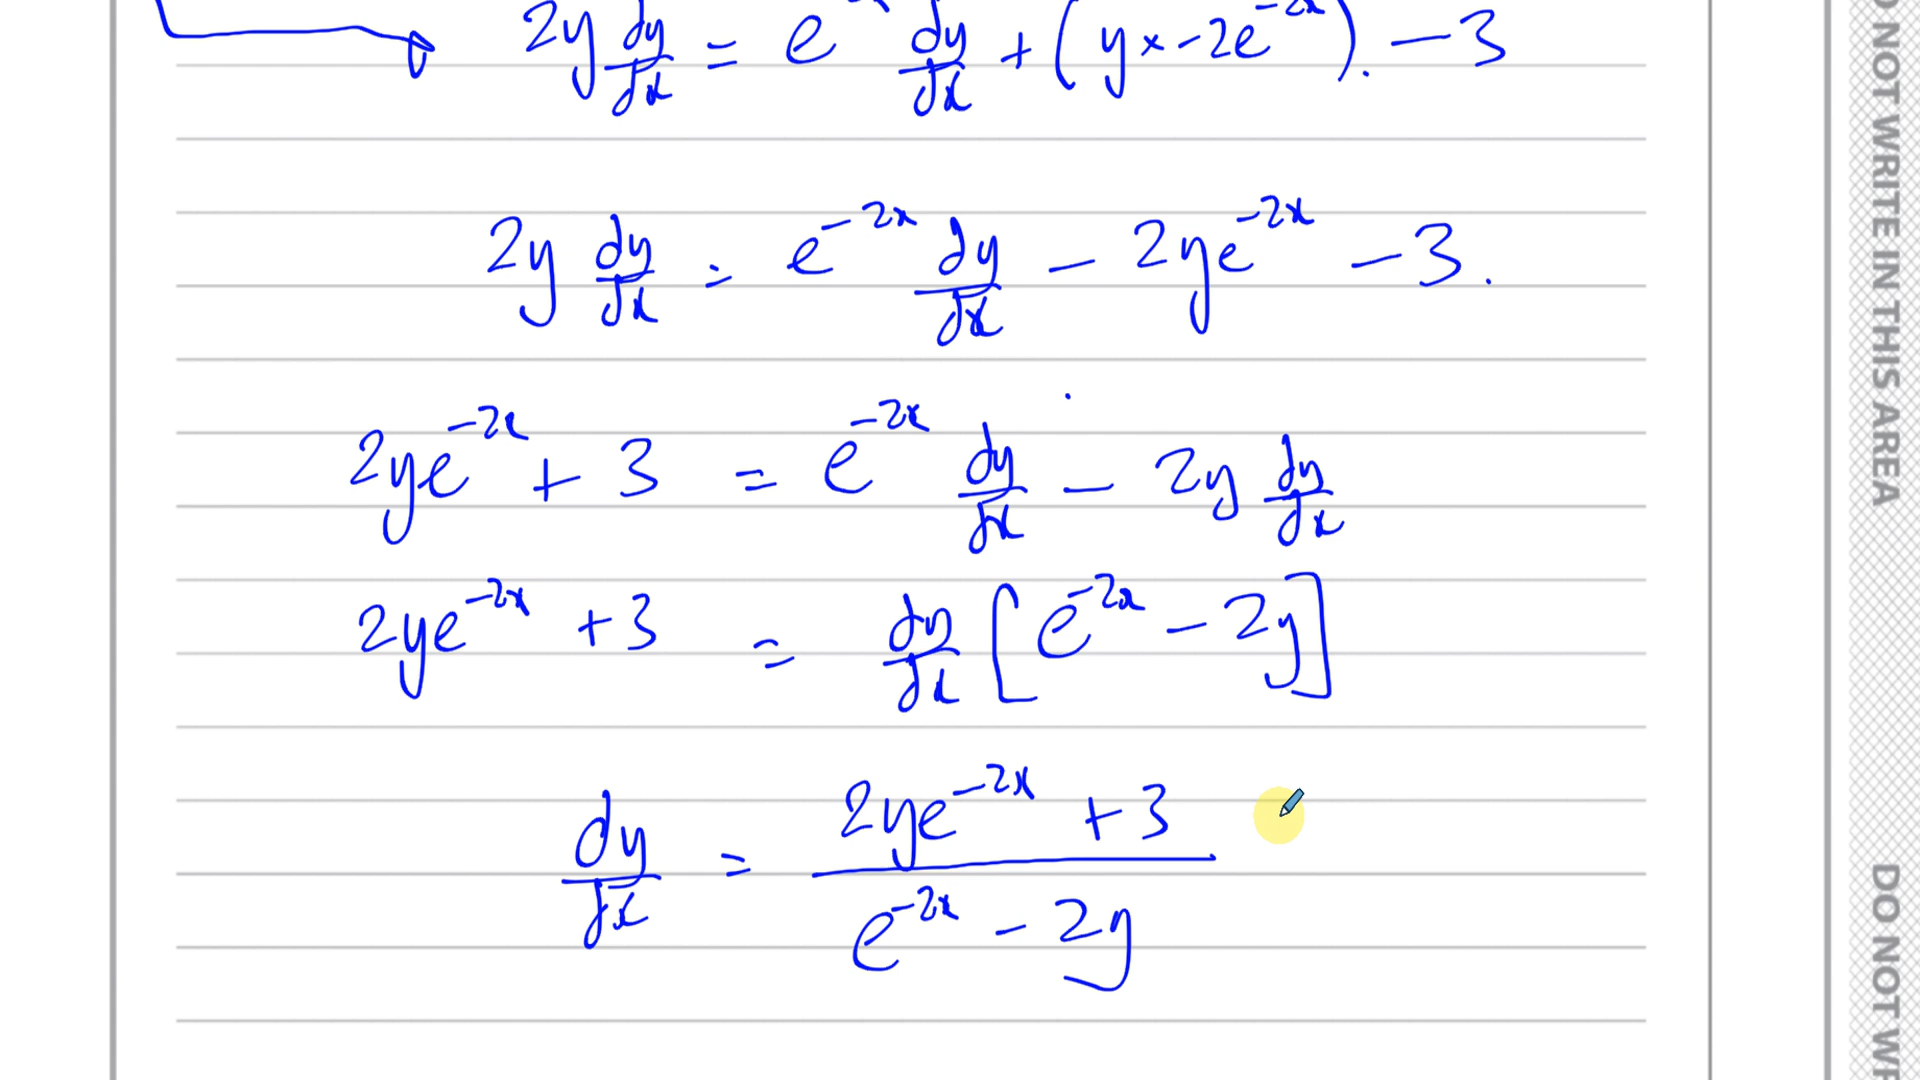 2y dy/dx = e dy/dx + (y × -2e^-2x). - 3
2y dy/dx = e^-2x dy/dx - 2ye^-2x - 3.
2ye^-2x + 3 = e^-2x dy/dx - 2y dy/dx
2ye^-2x + 3 = dy/dx [e^-2x - 2y]
dy/dx = (2ye^-2x + 3)/(e^-2x - 2y)
O NOT WRITE IN THIS AREA
DO NOT WR